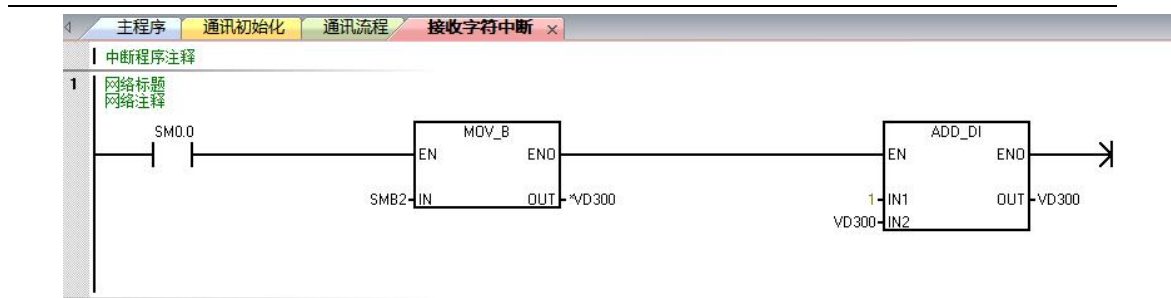 主程序 通讯初始化 通讯流程 接收字符中断 ×
中断程序注释
1 网络标题
网络注释
SM0.0 MOV_B ADD_DI
EN ENO EN ENO
SMB2 IN OUT *VD300 1 IN1 OUT VD300
VD300 IN2